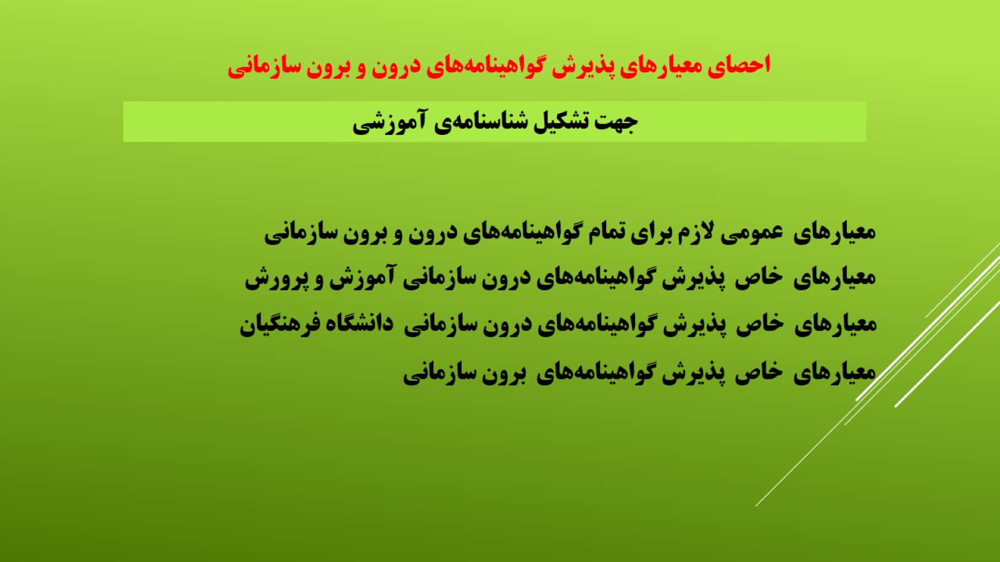 احصای معیارهای پذیرش گواهینامه‌های درون و برون سازمانی
جهت تشکیل شناسنامه‌ی آموزشی
معیارهای عمومی لازم برای تمام گواهینامه‌های درون و برون سازمانی
معیارهای خاص پذیرش گواهینامه‌های درون سازمانی آموزش و پرورش
معیارهای خاص پذیرش گواهینامه‌های درون سازمانی دانشگاه فرهنگیان
معیارهای خاص پذیرش گواهینامه‌های برون سازمانی